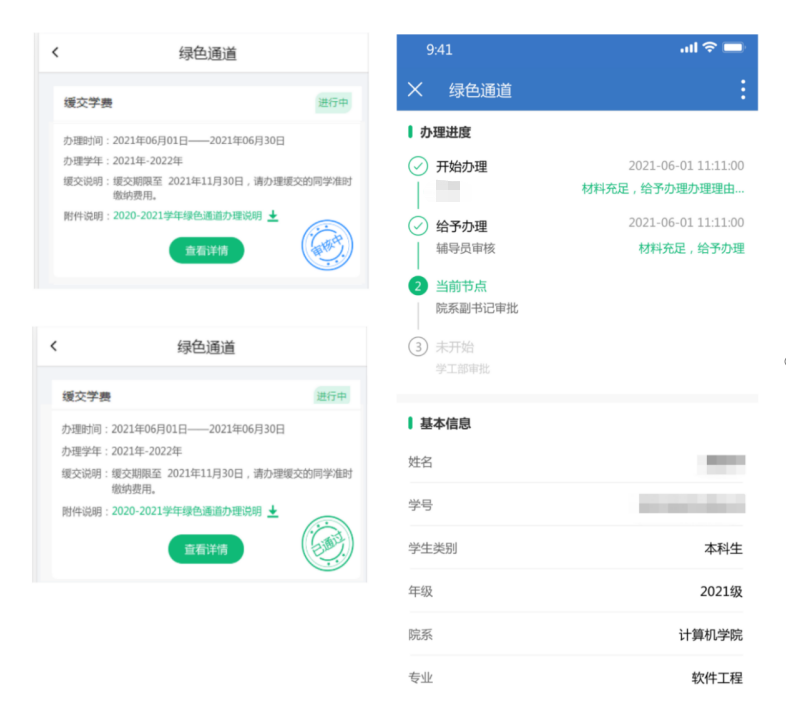 绿色通道
缓交学费
进行中
办理时间：2021年06月01日——2021年06月30日
办理学年：2021年-2022年
缓交说明：缓交期限至 2021年11月30日，请办理缓交的同学准时
缴纳费用。
附件说明：2020-2021学年绿色通道办理说明
查看详情
审核中
绿色通道
缓交学费
进行中
办理时间：2021年06月01日——2021年06月30日
办理学年：2021年-2022年
缓交说明：缓交期限至 2021年11月30日，请办理缓交的同学准时
缴纳费用。
附件说明：2020-2021学年绿色通道办理说明
查看详情
已通过
9:41
绿色通道
办理进度
开始办理
2021-06-01 11:11:00
材料充足，给予办理办理理由...
给予办理
2021-06-01 11:11:00
辅导员审核
材料充足，给予办理
2 当前节点
院系副书记审批
3 未开始
学工部审批
基本信息
姓名
学号
学生类别 本科生
年级 2021级
院系 计算机学院
专业 软件工程